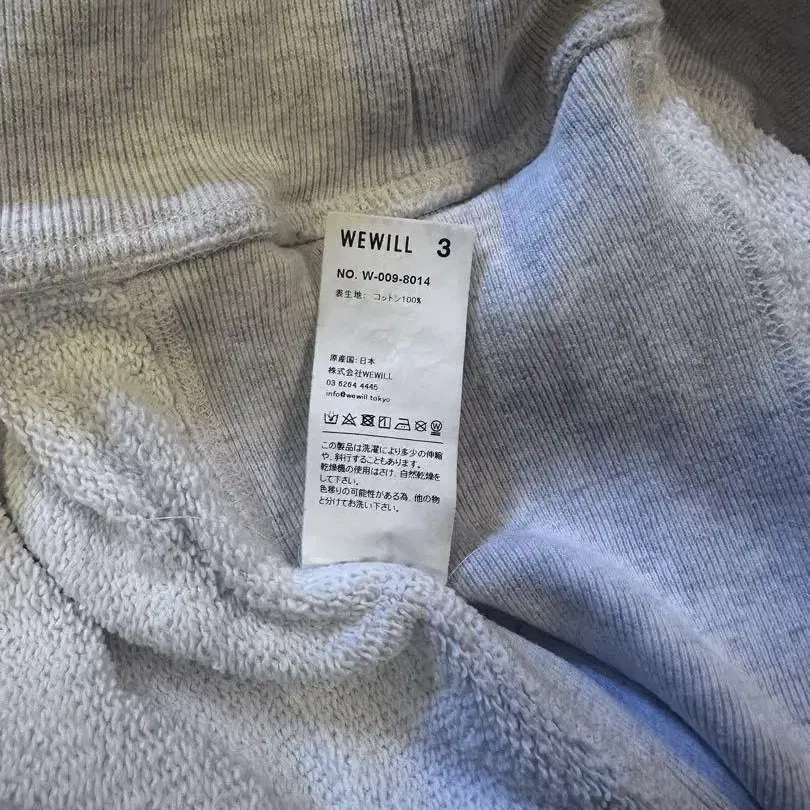 WEWILL 3
NO. W-009-8014
表生地: コットン100%
原産国:日本
株式会社WEWILL
03 6264 4445
info@wewill tokyo
この製品は洗濯により多少の伸縮
や、斜行することもあります。
乾燥機の使用はさけ、自然乾燥を
して下さい。
色移りの可能性がある為、他の物
と分けてお洗い下さい。